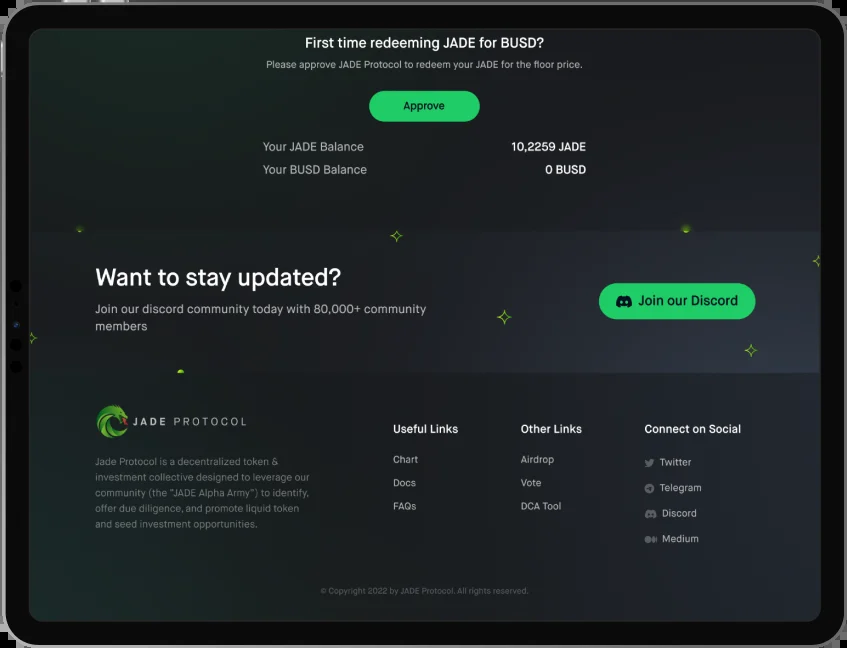 First time redeeming JADE for BUSD?
Please approve JADE Protocol to redeem your JADE for the floor price.
Approve
Your JADE Balance 10,2259 JADE
Your BUSD Balance 0 BUSD
Want to stay updated?
Join our discord community today with 80,000+ community
members
Join our Discord
JADE PROTOCOL
Jade Protocol is a decentralized token &
investment collective designed to leverage our
community (the "JADE Alpha Army") to identify,
offer due diligence, and promote liquid token
and seed investment opportunities.
Useful Links
Chart
Docs
FAQs
Other Links
Airdrop
Vote
DCA Tool
Connect on Social
Twitter
Telegram
Discord
Medium
© Copyright 2022 by JADE Protocol. All rights reserved.